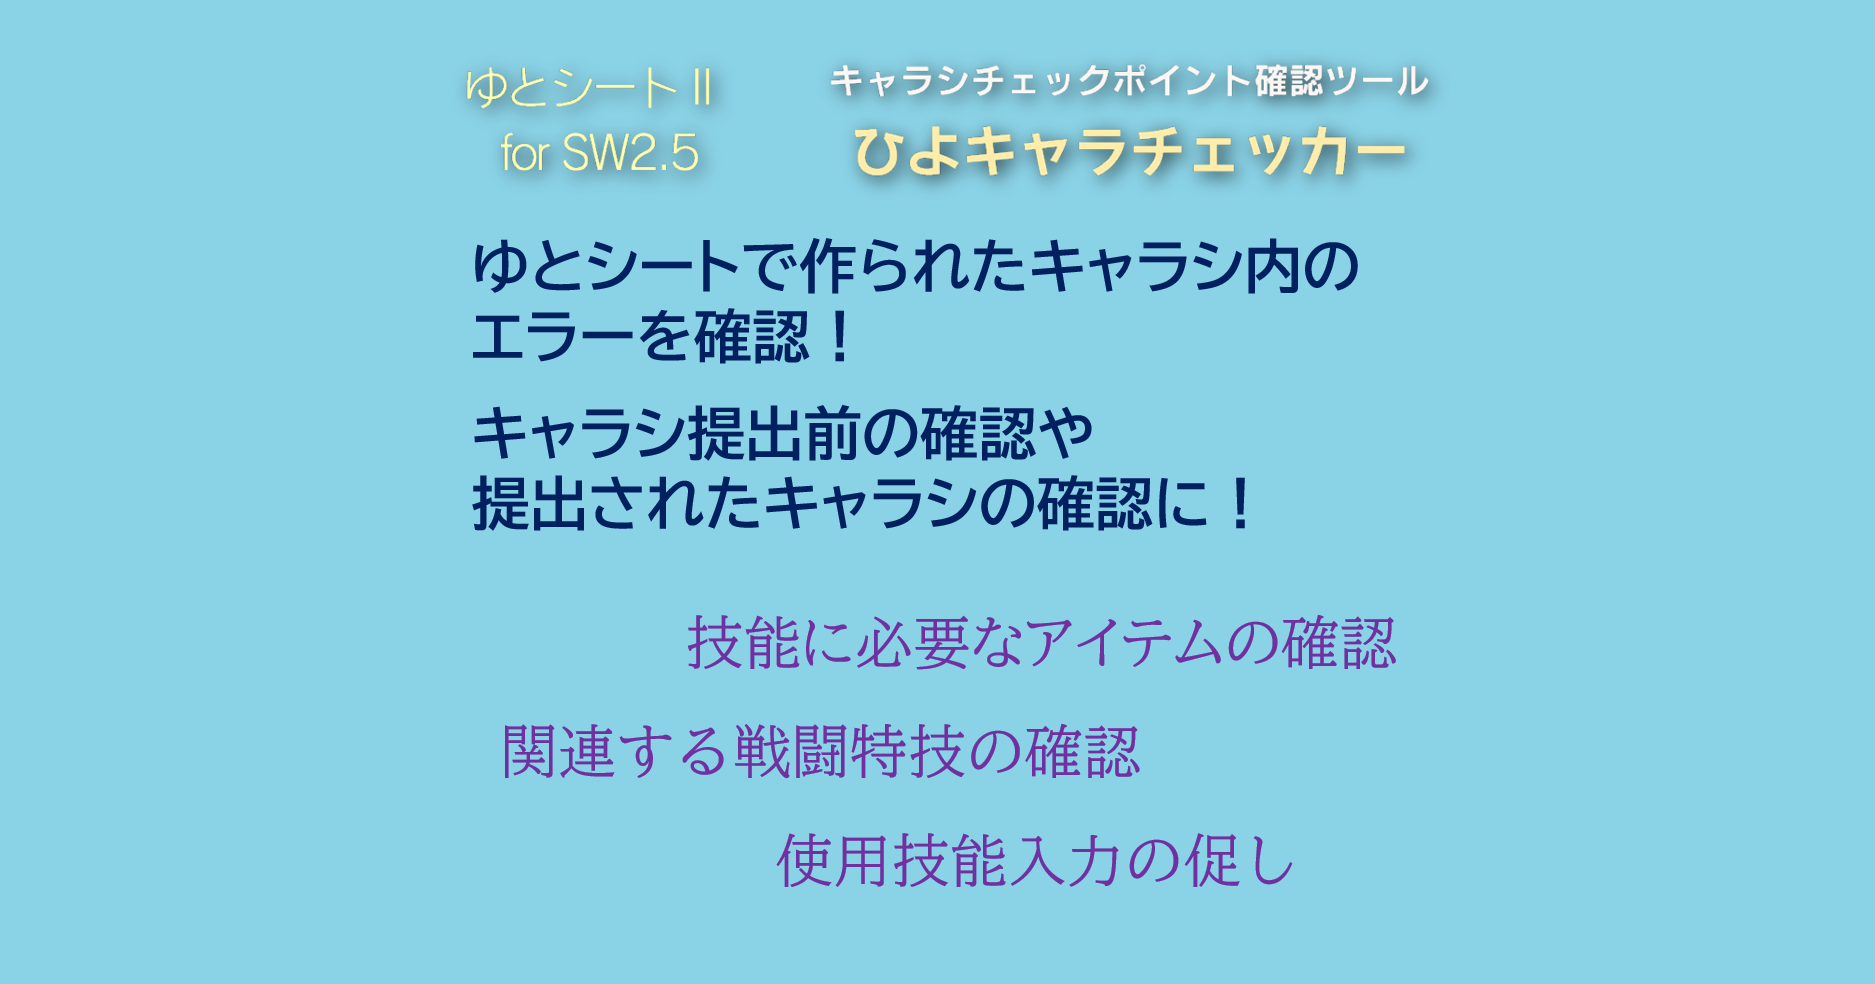 ゆとシートⅡ
for SW2.5
キャラシチェックポイント確認ツール
ひよキャラチェッカー
ゆとシートで作られたキャラシ内の
エラーを確認！
キャラシ提出前の確認や
提出されたキャラシの確認に！
技能に必要なアイテムの確認
関連する戦闘特技の確認
使用技能入力の促し